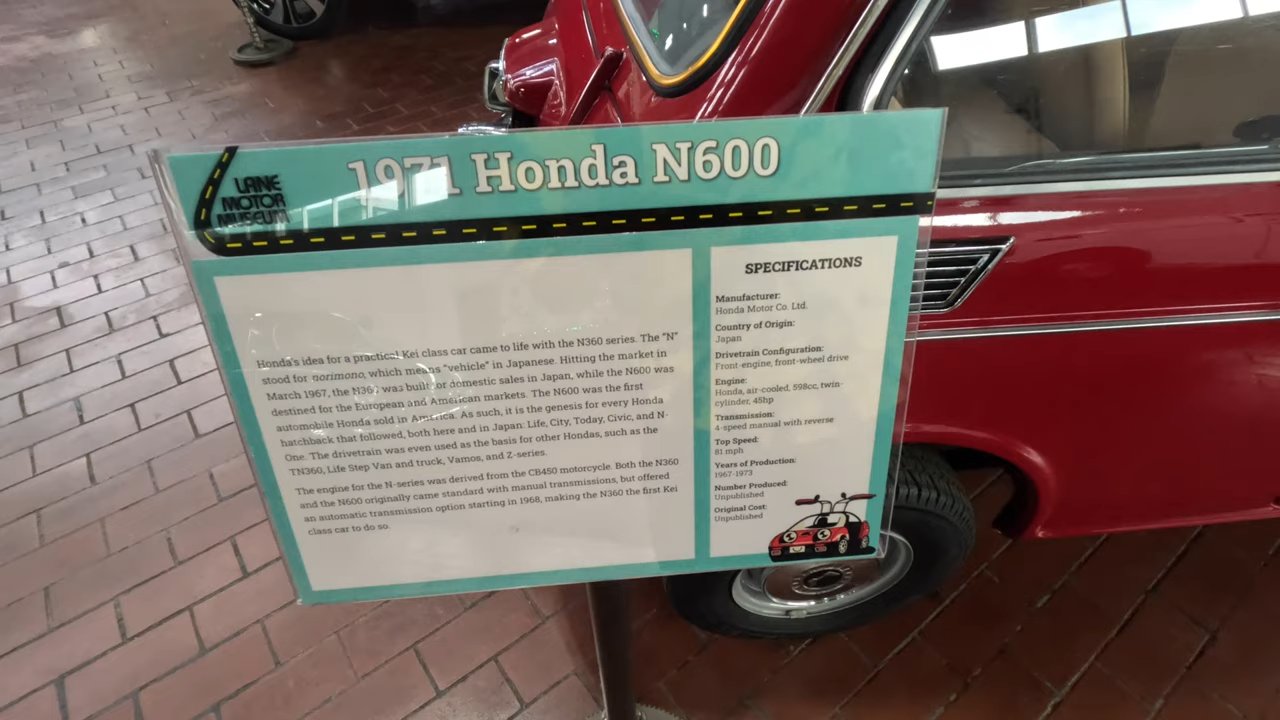 1971 Honda N600
LANE
MOTOR
MUSEUM
Honda's idea for a practical Kei class car came to life with the N360 series. The "N"
stood for norimono, which means "vehicle" in Japanese. Hitting the market in
March 1967, the N360 was built for domestic sales in Japan, while the N600 was
destined for the European and American markets. The N600 was the first
automobile Honda sold in America. As such, it is the genesis for every Honda
hatchback that followed, both here and in Japan: Life, City, Today, Civic, and N-
One. The drivetrain was even used as the basis for other Hondas, such as the
TN360, Life Step Van and truck, Vamos, and Z-series.
The engine for the N-series was derived from the CB450 motorcycle. Both the N360
and the N600 originally came standard with manual transmissions, but offered
an automatic transmission option starting in 1968, making the N360 the first Kei
class car to do so.
SPECIFICATIONS
Manufacturer:
Honda Motor Co. Ltd.
Country of Origin:
Japan
Drivetrain Configuration:
Front-engine, front-wheel drive
Engine:
Honda, air-cooled, 598cc, twin-
cylinder, 45hp
Transmission:
4-speed manual with reverse
Top Speed:
81 mph
Years of Production:
1967-1973
Number Produced:
Unpublished
Original Cost:
Unpublished